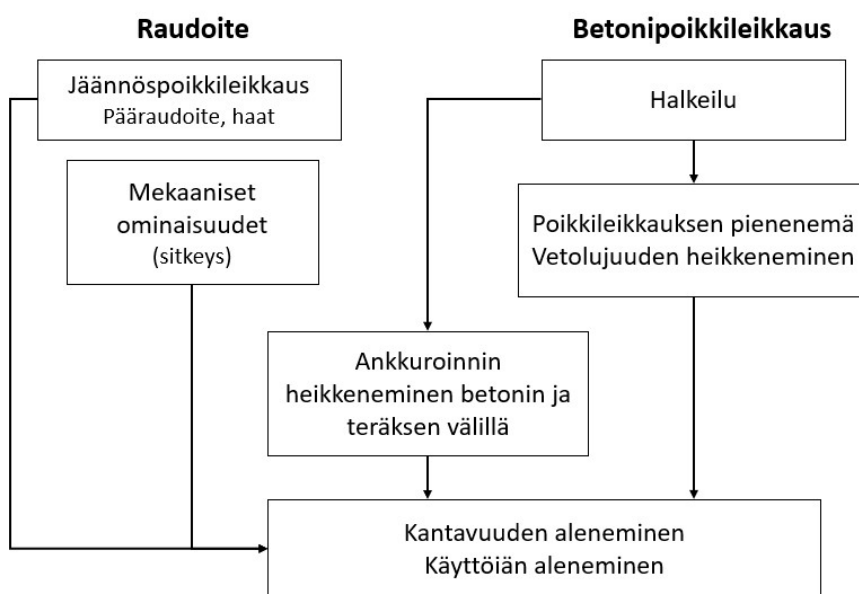 Raudoite
Jäännöspoikkileikkaus
Pääraudoite, haat
Mekaaniset
ominaisuudet
(sitkeys)
Betonipoikkileikkaus
Halkeilu
Poikkileikkauksen pienenemä
Vetolujuuden heikkeneminen
Ankkuroinnin
heikkeneminen betonin ja
teräksen välillä
Kantavuuden aleneminen
Käyttöiän aleneminen